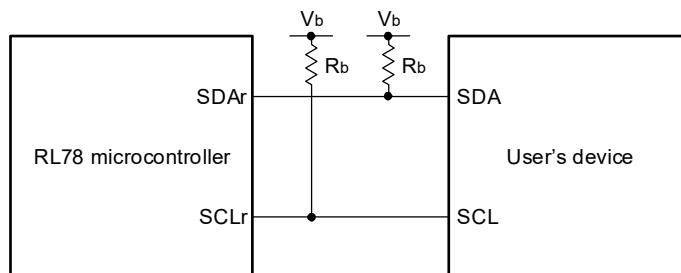 Vb Vb
Rb Rb
SDAr SDA
RL78 microcontroller User's device
SCLr SCL